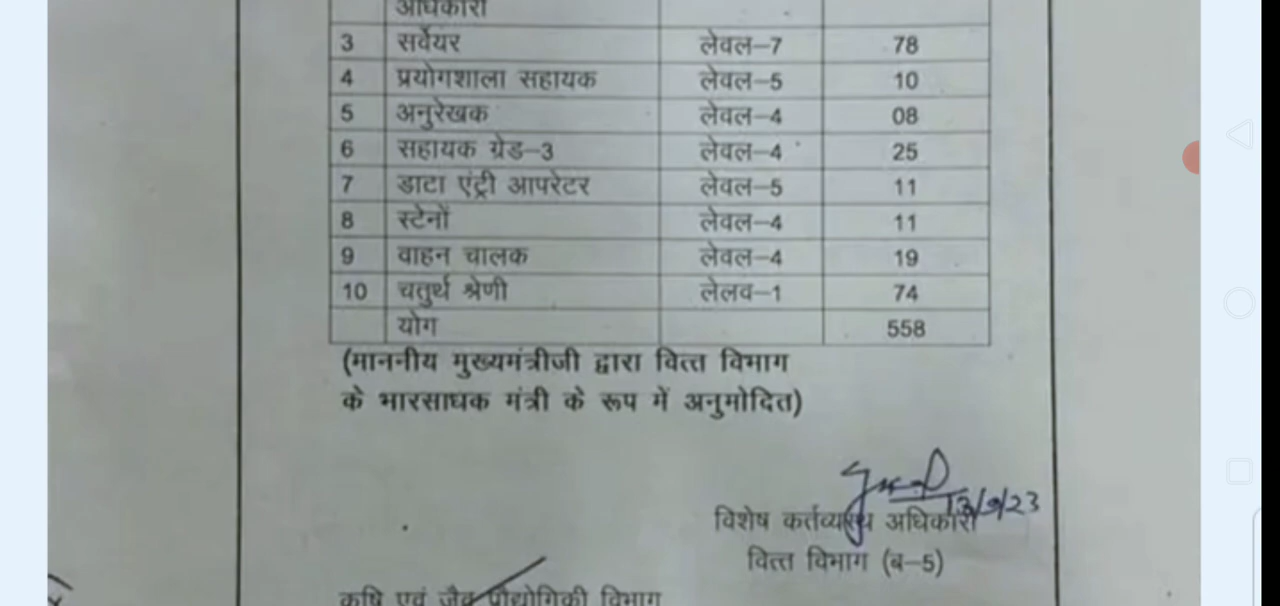 अधिकारी
3 सर्वेयर लेवल-7 78
4 प्रयोगशाला सहायक लेवल-5 10
5 अनुरेखक लेवल-4 08
6 सहायक ग्रेड-3 लेवल-4 25
7 डाटा एंट्री आपरेटर लेवल-5 11
8 स्टेनों लेवल-4 11
9 वाहन चालक लेवल-4 19
10 चतुर्थ श्रेणी लेलव-1 74
योग 558
(माननीय मुख्यमंत्रीजी द्वारा वित्त विभाग
के भारसाधक मंत्री के रूप में अनुमोदित)
13/9/23
विशेष कर्तव्यस्थ अधिकारी
वित्त विभाग (ब-5)
कृषि एवं जैव प्रौद्योगिकी विभाग